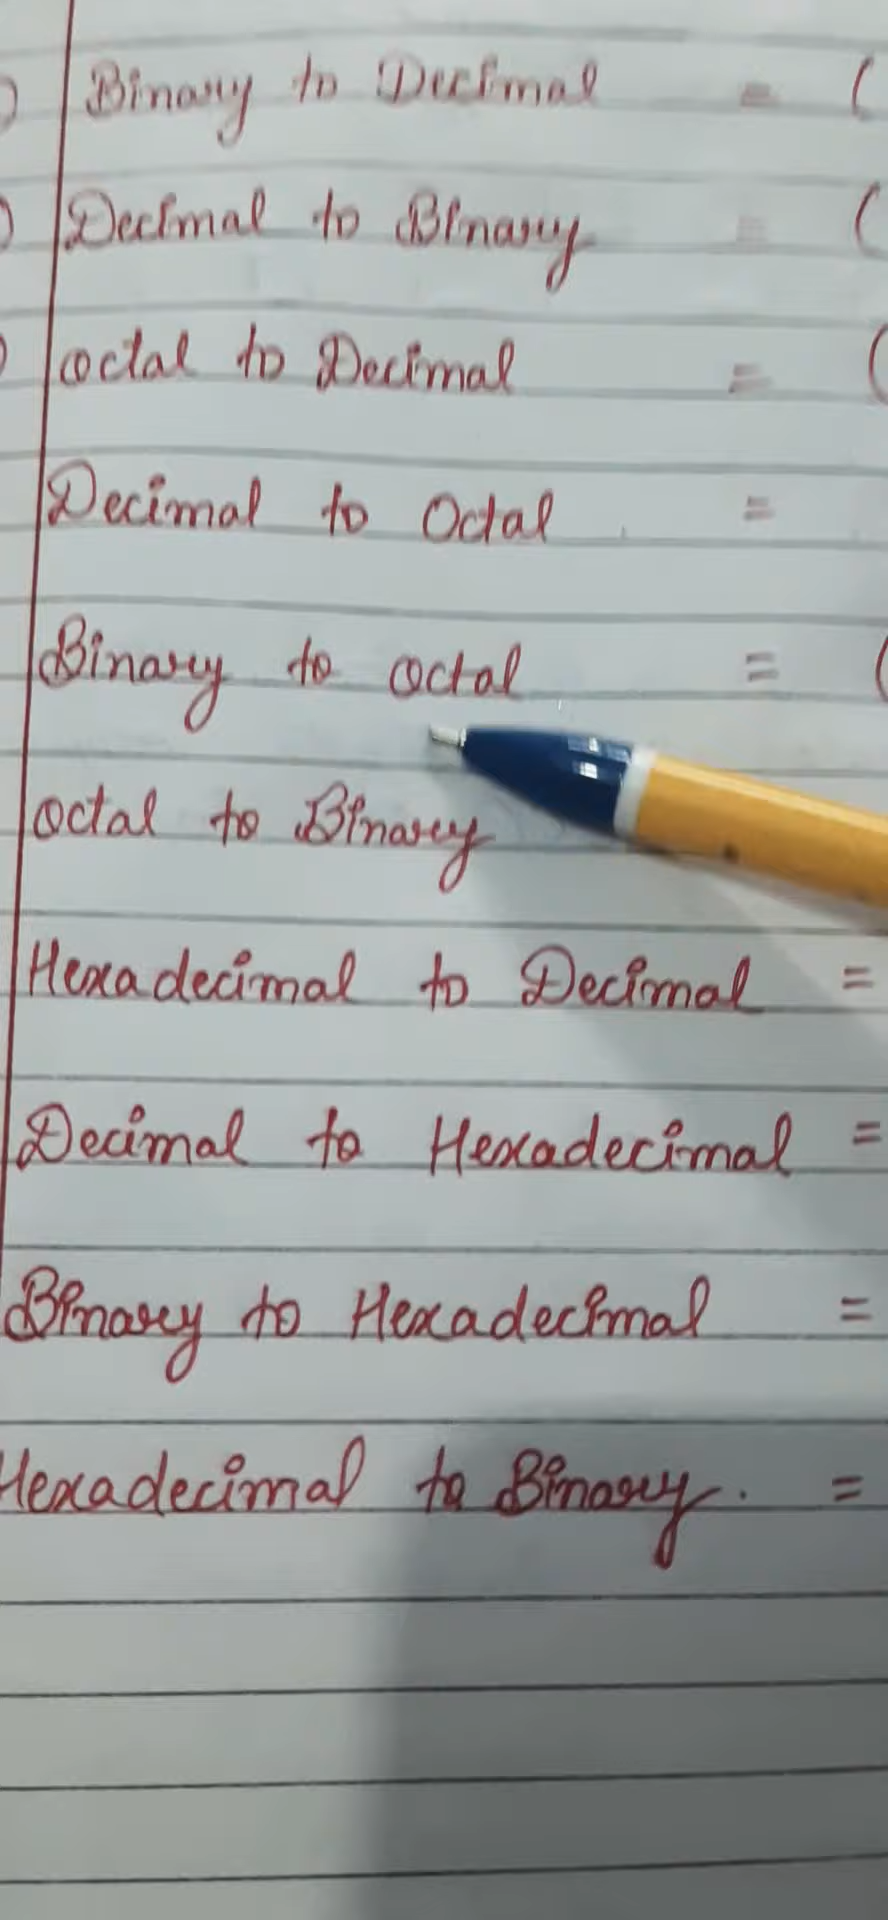 ) Binary to Decimal = (
) Decimal to Binary = (
) octal to Decimal = (
Decimal to Octal =
Binary to octal = (
octal to Binary
Hexadecimal to Decimal =
Decimal to Hexadecimal =
Binary to Hexadecimal =
Hexadecimal to Binary. =